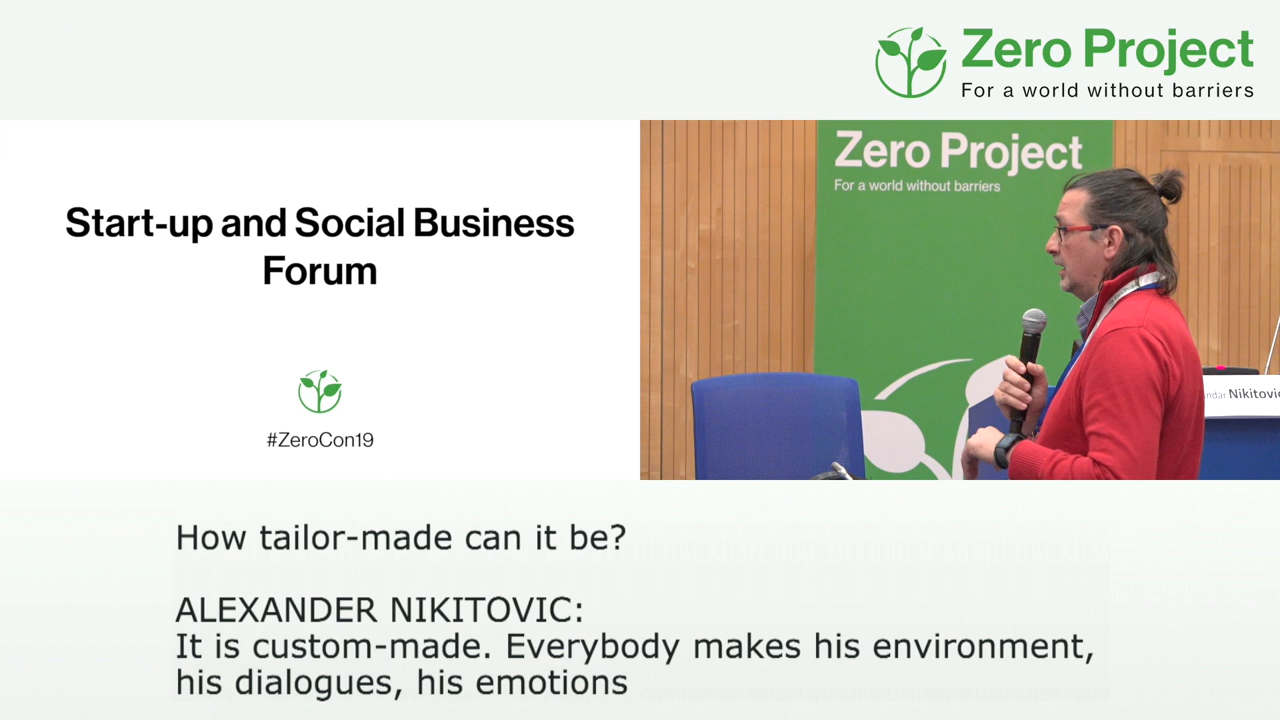 Zero Project
For a world without barriers
Start-up and Social Business
Forum
#ZeroCon19
Zero Project
For a world without barriers
Nikitovic
How tailor-made can it be?
ALEXANDER NIKITOVIC:
It is custom-made. Everybody makes his environment,
his dialogues, his emotions